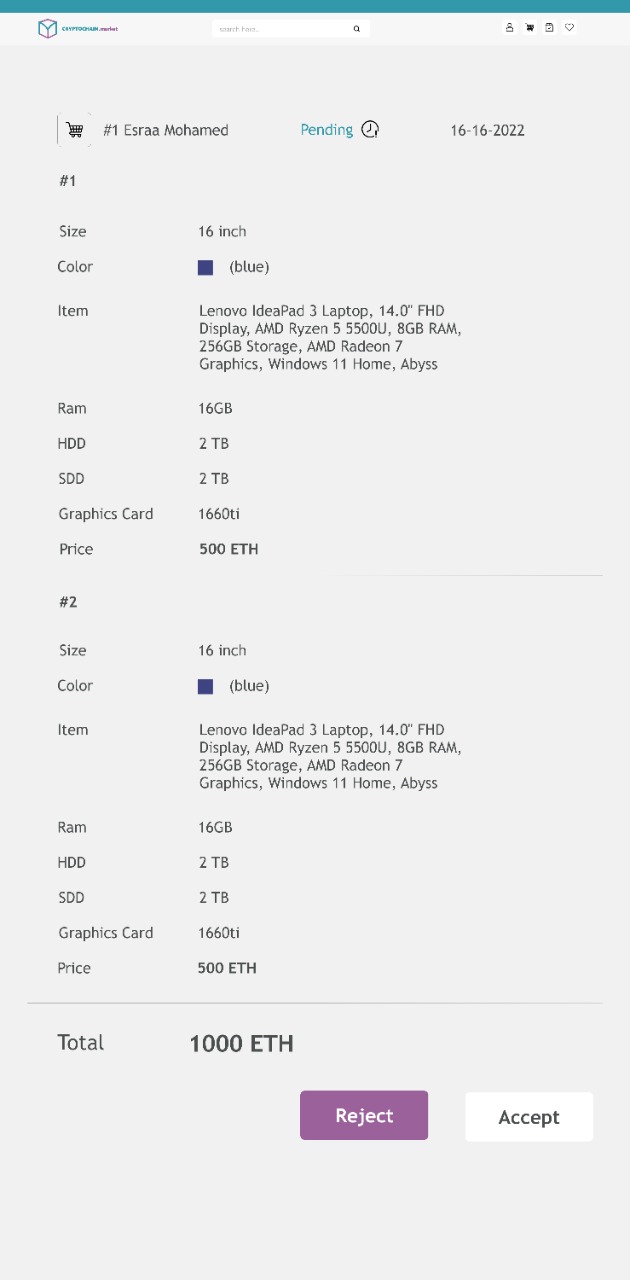 CRYPTOCHAIN.market
search here..
#1 Esraa Mohamed
Pending
16-16-2022
#1
Size 16 inch
Color (blue)
Item Lenovo IdeaPad 3 Laptop, 14.0" FHD
Display, AMD Ryzen 5 5500U, 8GB RAM,
256GB Storage, AMD Radeon 7
Graphics, Windows 11 Home, Abyss
Ram 16GB
HDD 2 TB
SDD 2 TB
Graphics Card 1660ti
Price 500 ETH
#2
Size 16 inch
Color (blue)
Item Lenovo IdeaPad 3 Laptop, 14.0" FHD
Display, AMD Ryzen 5 5500U, 8GB RAM,
256GB Storage, AMD Radeon 7
Graphics, Windows 11 Home, Abyss
Ram 16GB
HDD 2 TB
SDD 2 TB
Graphics Card 1660ti
Price 500 ETH
Total 1000 ETH
Reject
Accept